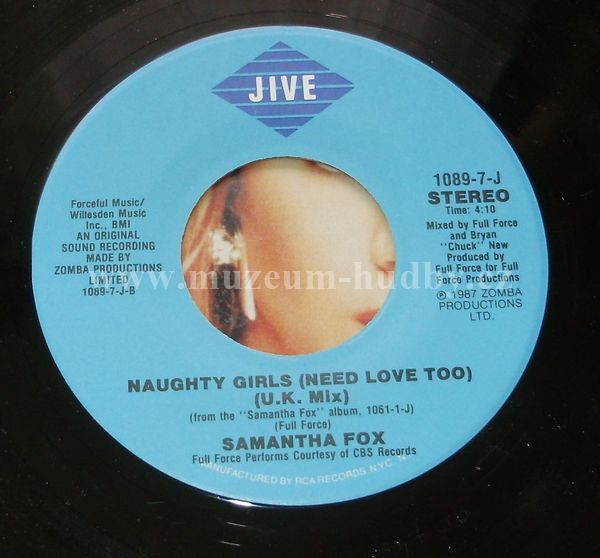 JIVE
Forceful Music/
Willesden Music
Inc., BMI
AN ORIGINAL
SOUND RECORDING
MADE BY
ZOMBA PRODUCTIONS
LIMITED
1089-7-J-B
1089-7-J
STEREO
Time: 4:10
Mixed by Full Force
and Bryan
"Chuck" New
Produced by
Full Force for Full
Force Productions
℗ 1987 ZOMBA
PRODUCTIONS
LTD.
www.muzeum-hudby.cz
NAUGHTY GIRLS (NEED LOVE TOO)
(U.K. Mix)
(from the "Samantha Fox" album, 1061-1-J)
(Full Force)
SAMANTHA FOX
Full Force Performs Courtesy of CBS Records
MANUFACTURED BY RCA RECORDS, N.Y.C.